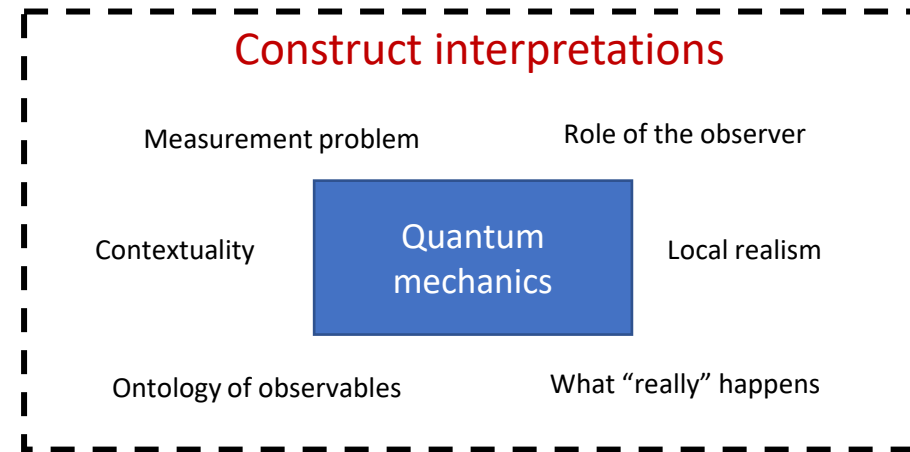 Construct interpretations
Measurement problem
Role of the observer
Contextuality
Quantum
mechanics
Local realism
Ontology of observables
What “really” happens